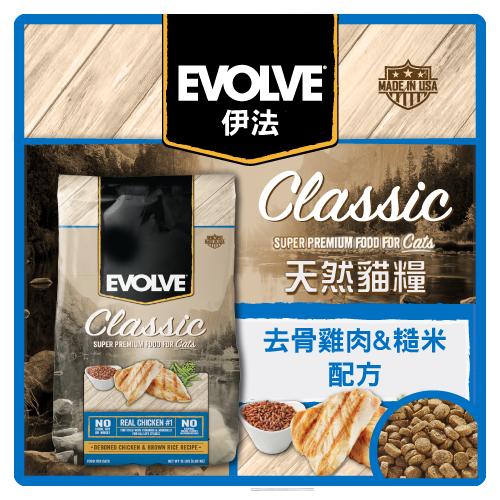 EVOLVE
伊法
MADE IN USA
Classic
SUPER PREMIUM FOOD FOR Cats
天然貓糧
去骨雞肉&糙米
配方
EVOLVE
Classic
SUPER PREMIUM FOOD FOR Cats
NO
REAL CHICKEN #1
NO
DEBONED CHICKEN & BROWN RICE RECIPE